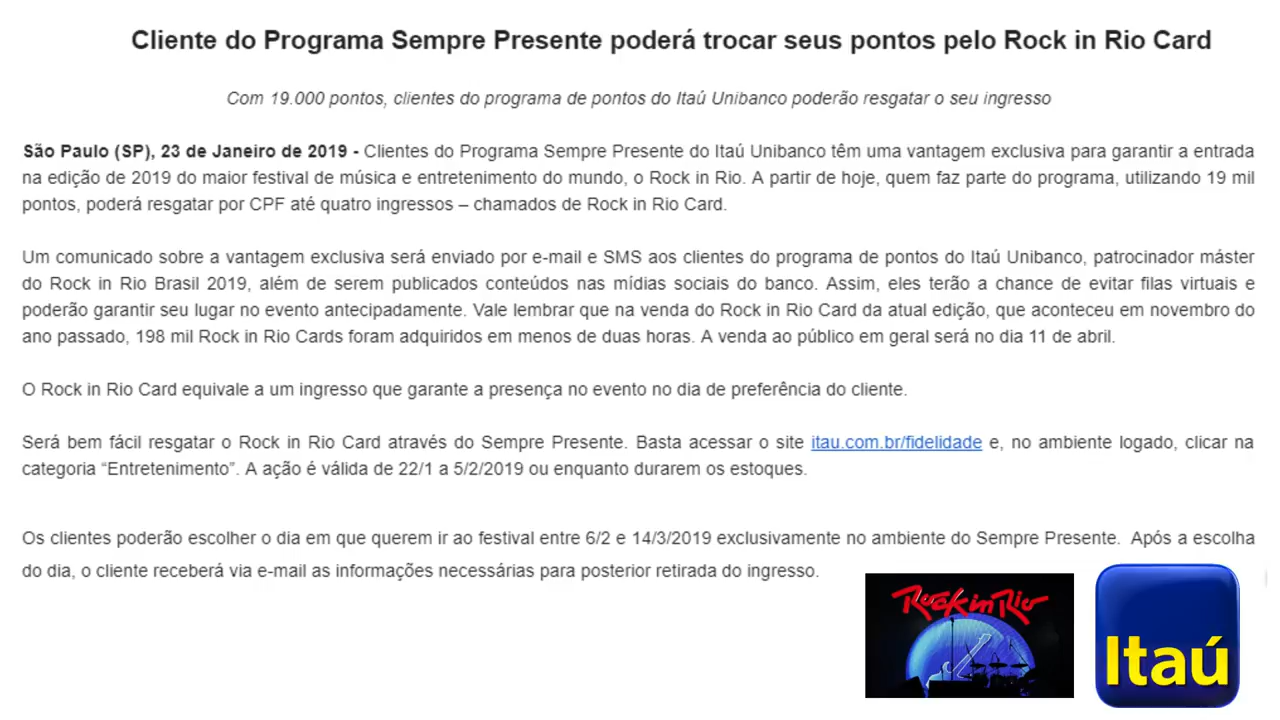 Cliente do Programa Sempre Presente poderá trocar seus pontos pelo Rock in Rio Card
Com 19.000 pontos, clientes do programa de pontos do Itaú Unibanco poderão resgatar o seu ingresso
São Paulo (SP), 23 de Janeiro de 2019 - Clientes do Programa Sempre Presente do Itaú Unibanco têm uma vantagem exclusiva para garantir a entrada
na edição de 2019 do maior festival de música e entretenimento do mundo, o Rock in Rio. A partir de hoje, quem faz parte do programa, utilizando 19 mil
pontos, poderá resgatar por CPF até quatro ingressos – chamados de Rock in Rio Card.
Um comunicado sobre a vantagem exclusiva será enviado por e-mail e SMS aos clientes do programa de pontos do Itaú Unibanco, patrocinador máster
do Rock in Rio Brasil 2019, além de serem publicados conteúdos nas mídias sociais do banco. Assim, eles terão a chance de evitar filas virtuais e
poderão garantir seu lugar no evento antecipadamente. Vale lembrar que na venda do Rock in Rio Card da atual edição, que aconteceu em novembro do
ano passado, 198 mil Rock in Rio Cards foram adquiridos em menos de duas horas. A venda ao público em geral será no dia 11 de abril.
O Rock in Rio Card equivale a um ingresso que garante a presença no evento no dia de preferência do cliente.
Será bem fácil resgatar o Rock in Rio Card através do Sempre Presente. Basta acessar o site itau.com.br/fidelidade e, no ambiente logado, clicar na
categoria “Entretenimento”. A ação é válida de 22/1 a 5/2/2019 ou enquanto durarem os estoques.
Os clientes poderão escolher o dia em que querem ir ao festival entre 6/2 e 14/3/2019 exclusivamente no ambiente do Sempre Presente. Após a escolha
do dia, o cliente receberá via e-mail as informações necessárias para posterior retirada do ingresso.
Rock in Rio
Itaú